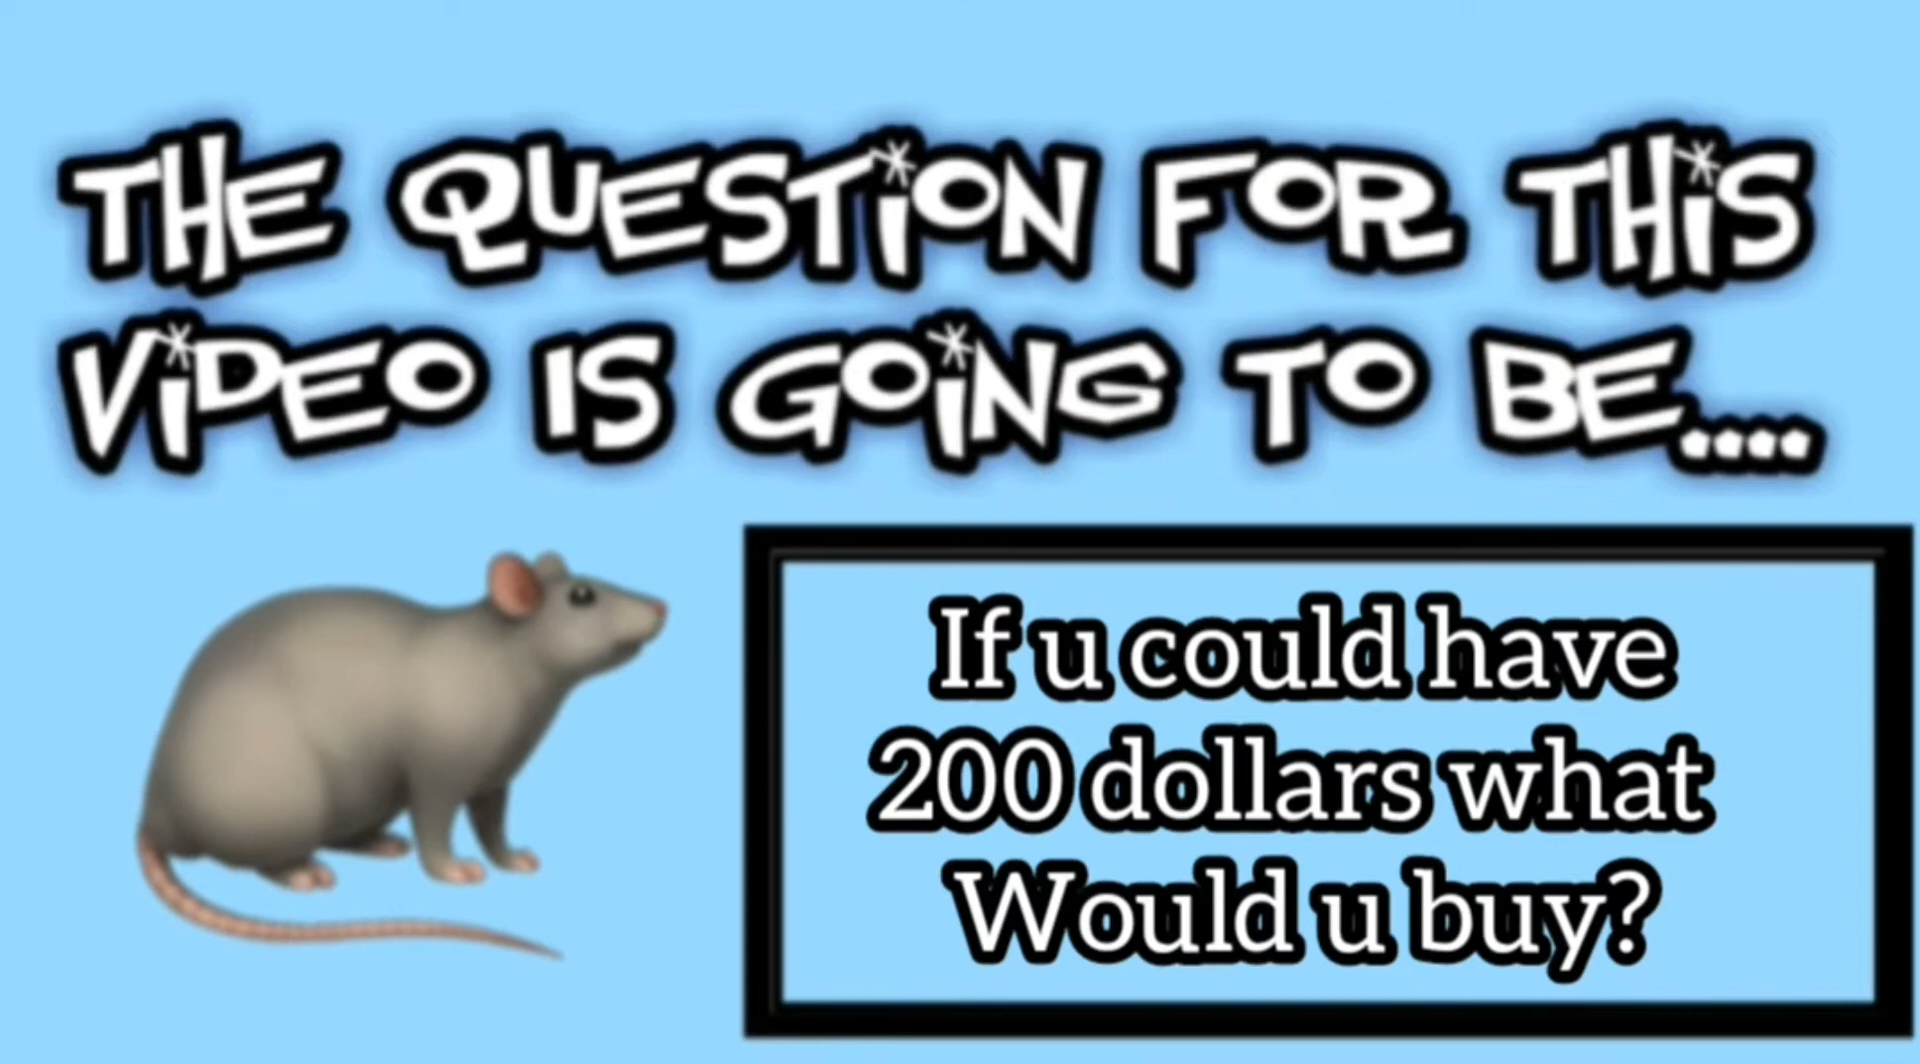 THE QUESTiON FOR THiS
ViDEO IS GOiNG TO BE....
If u could have
200 dollars what
Would u buy?